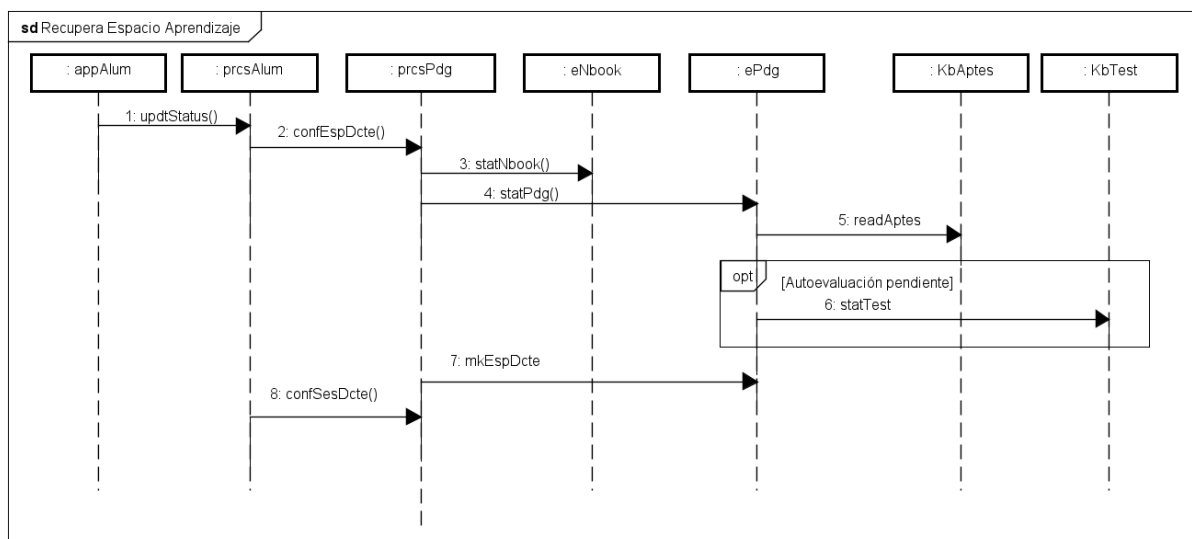 sd Recupera Espacio Aprendizaje
: appAlum
: prcsAlum
: prcsPdg
: eNbook
: ePdg
: KbAptes
: KbTest
1: updtStatus()
2: confEspDcte()
3: statNbook()
4: statPdg()
5: readAptes
opt
[Autoevaluación pendiente]
6: statTest
7: mkEspDcte
8: confSesDcte()